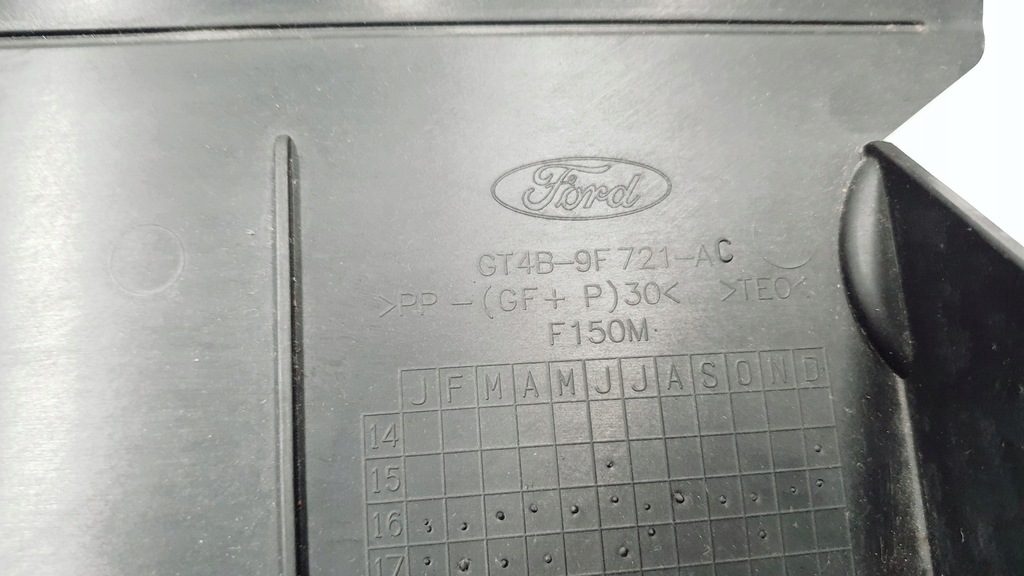 Ford
GT4B-9F721-AC
>PP-(GF+P)30< >TEO<
F150M
J F M A M J J A S O N D
14
15
16
17